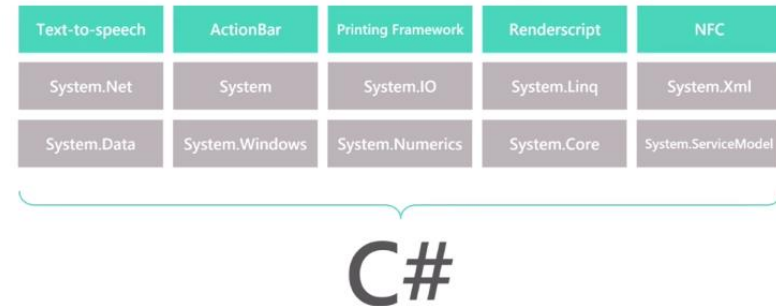 Text-to-speech ActionBar Printing Framework Renderscript NFC
System.Net System System.IO System.Linq System.Xml
System.Data System.Windows System.Numerics System.Core System.ServiceModel
C#